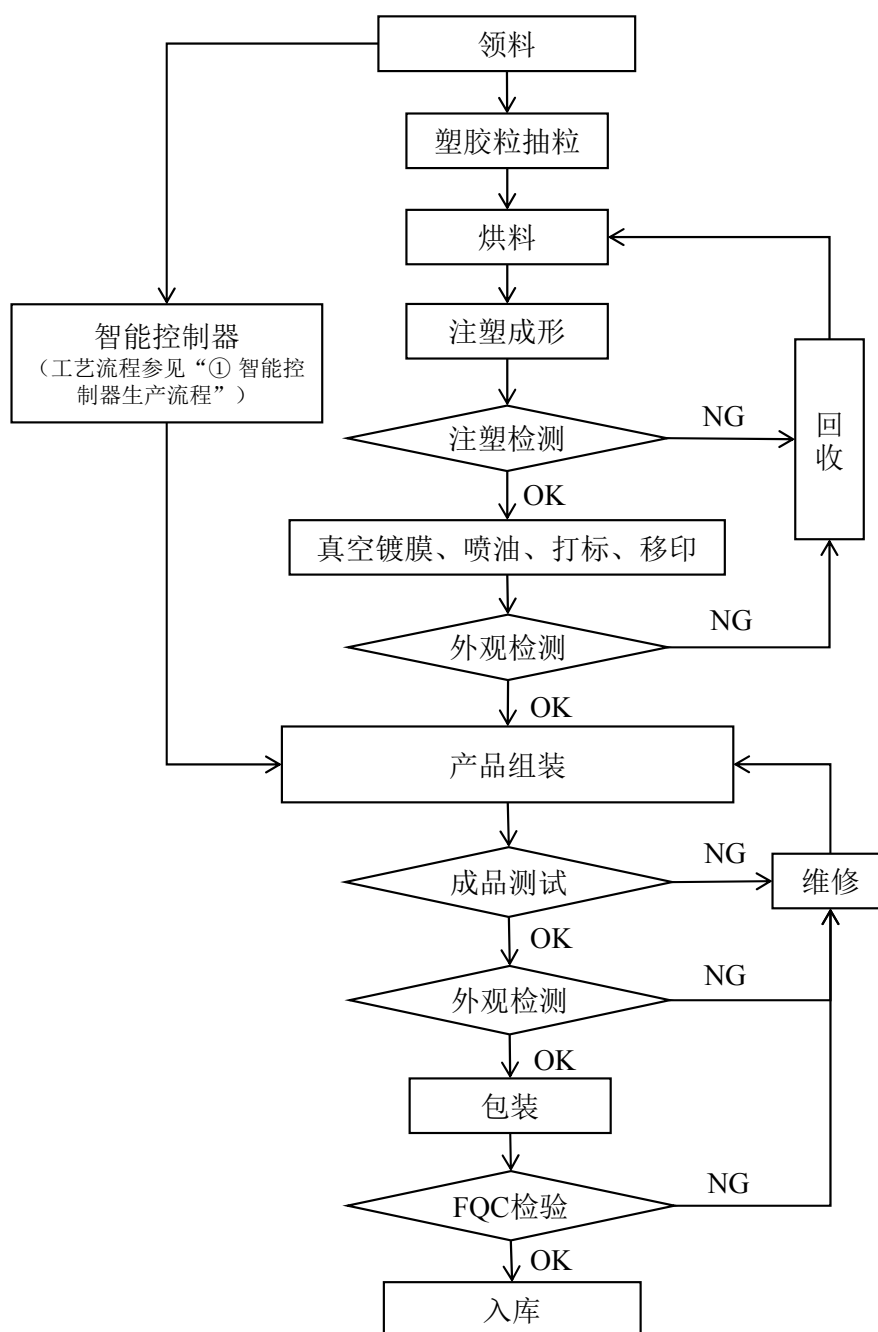 领料
塑胶粒抽粒
烘料
智能控制器
（工艺流程参见“① 智能控
制器生产流程”）
注塑成形
注塑检测
NG
回
收
OK
真空镀膜、喷油、打标、移印
外观检测
NG
OK
产品组装
成品测试
NG
维修
OK
外观检测
NG
OK
包装
FQC检验
NG
OK
入库